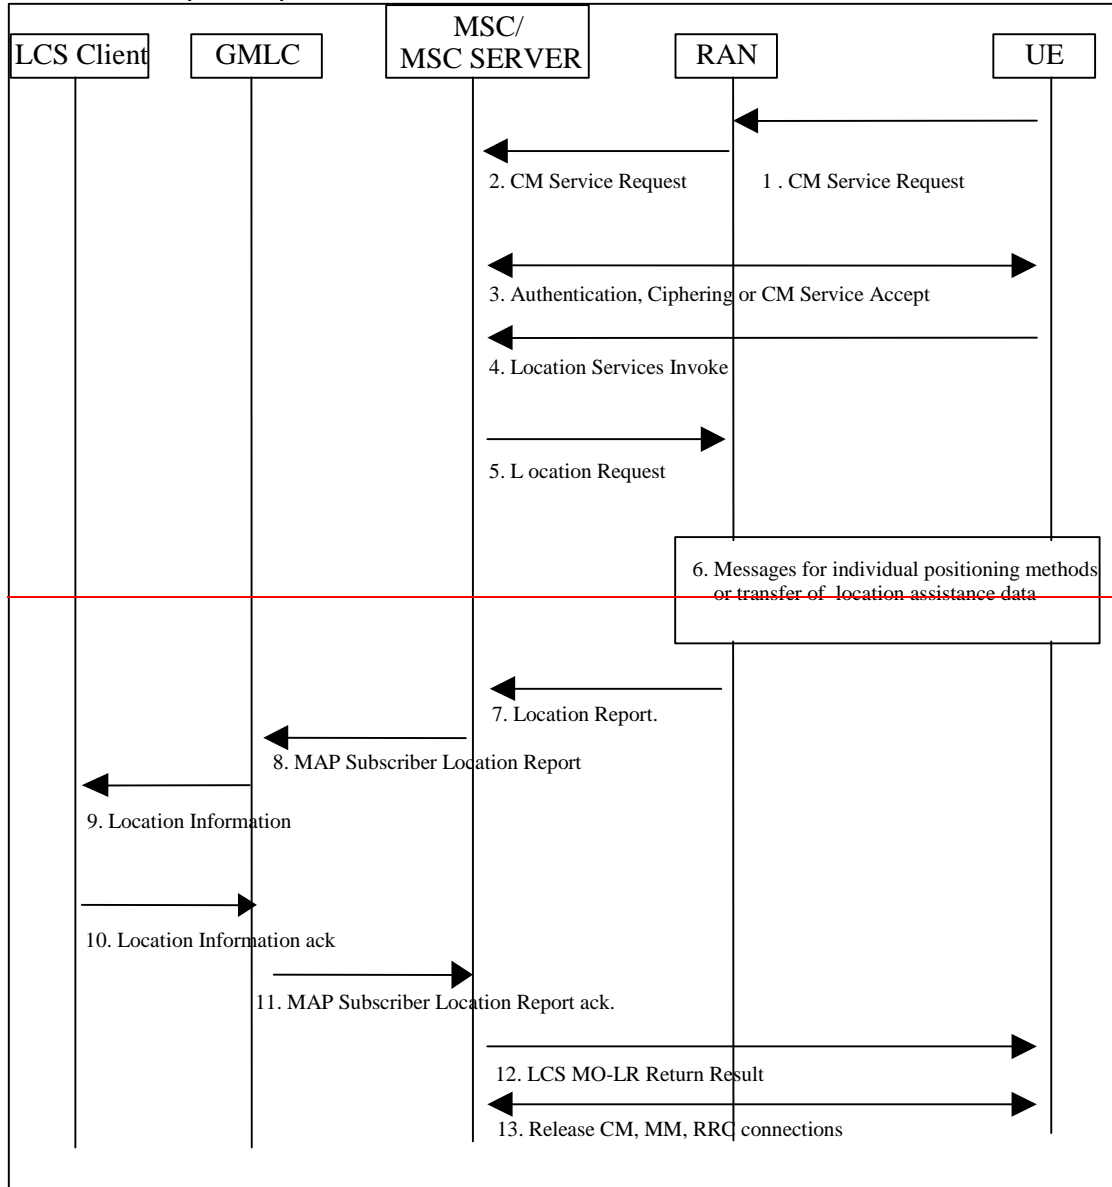 LCS Client
GMLC
MSC/
MSC SERVER
RAN
UE
2. CM Service Request
1 . CM Service Request
3. Authentication, Ciphering or CM Service Accept
4. Location Services Invoke
5. L ocation Request
6. Messages for individual positioning methods
or transfer of location assistance data
7. Location Report.
8. MAP Subscriber Location Report
9. Location Information
10. Location Information ack
11. MAP Subscriber Location Report ack.
12. LCS MO-LR Return Result
13. Release CM, MM, RRC connections